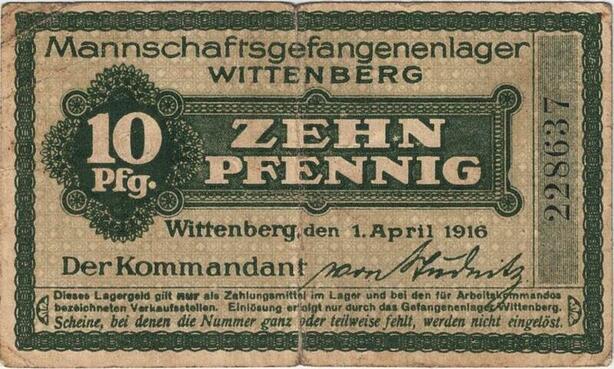 Mannschaftsgefangenenlager
WITTENBERG
10
Pfg.
ZEHN
PFENNIG
228637
Wittenberg, den 1. April 1916
Der Kommandant von Studnitz
Dieses Lagergeld gilt nur als Zahlungsmittel im Lager und bei den für Arbeitskommandos
bezeichneten Verkaufsstellen. Einlösung erfolgt nur durch das Gefangenenlager Wittenberg.
Scheine, bei denen die Nummer ganz oder teilweise fehlt, werden nicht eingelöst.